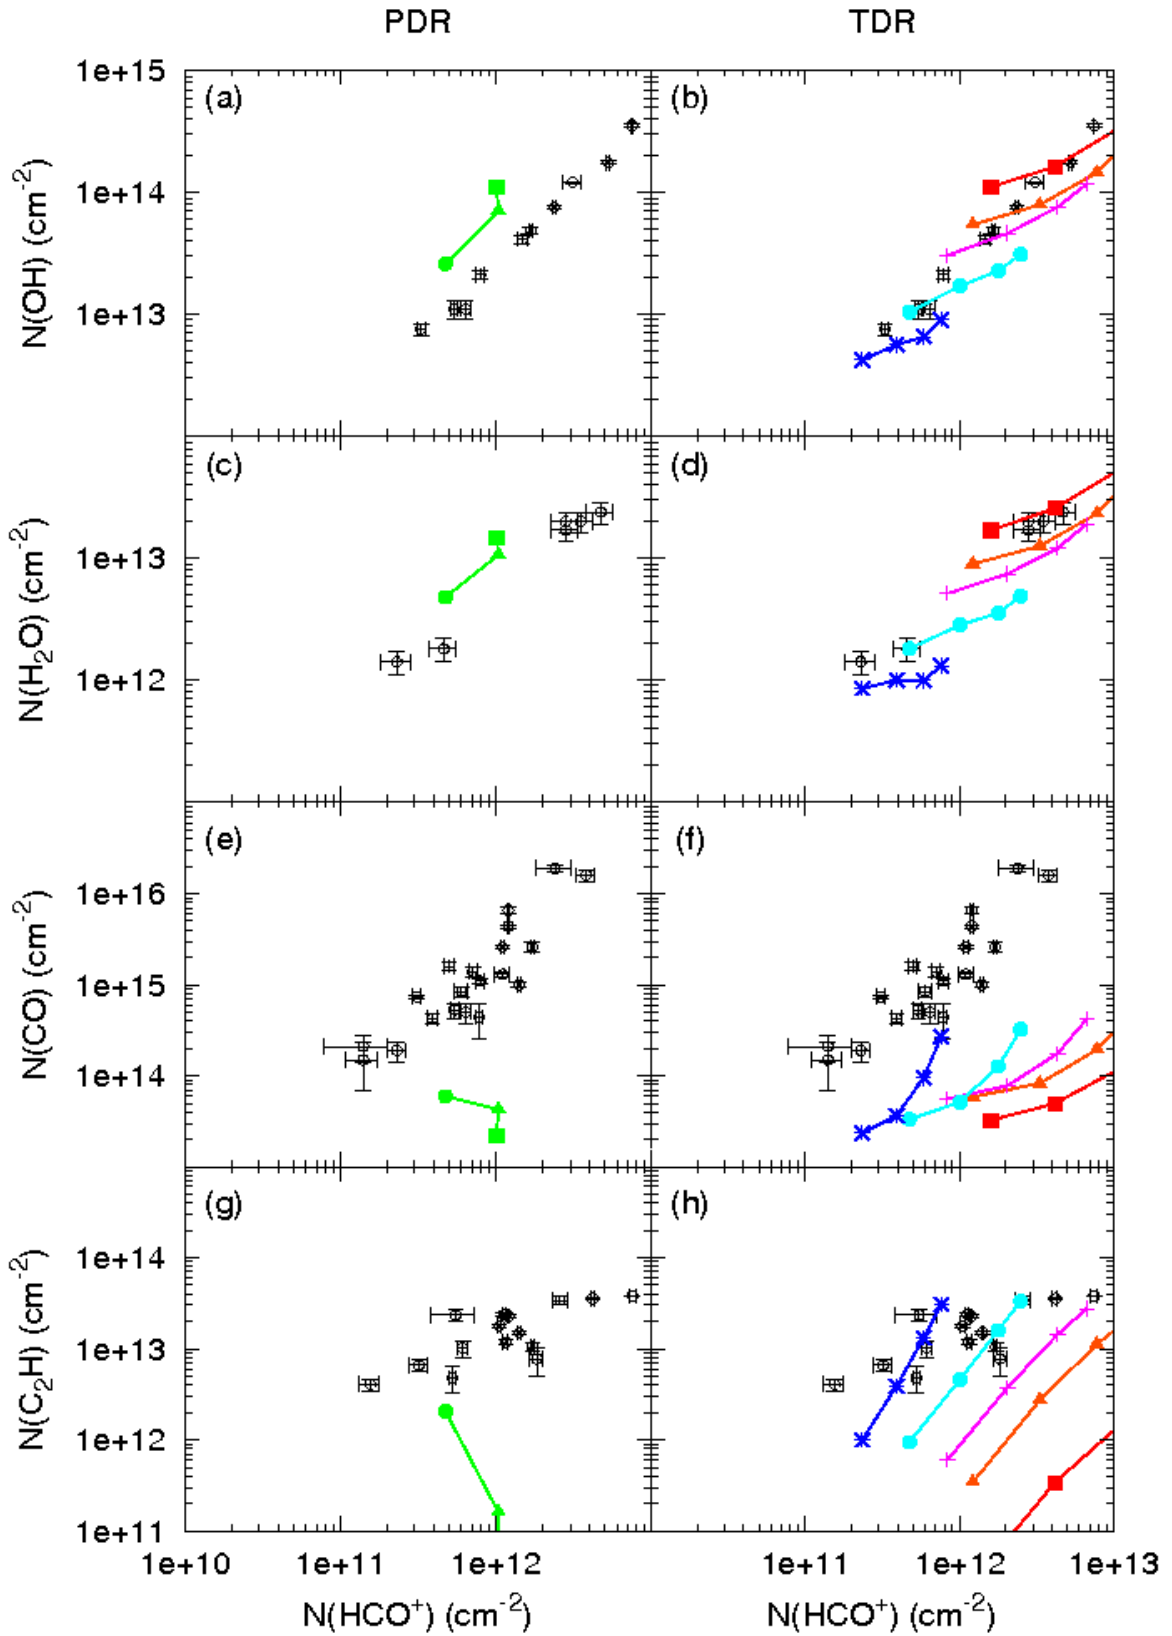 PDR TDR
1e+15 (a) (b)
1e+14
1e+13
N(OH) (cm⁻²)
(c) (d)
1e+13
1e+12
N(H₂O) (cm⁻²)
(e) (f)
1e+16
1e+15
1e+14
N(CO) (cm⁻²)
(g) (h)
1e+14
1e+13
1e+12
1e+11
N(C₂H) (cm⁻²)
1e+10 1e+11 1e+12 1e+11 1e+12 1e+13
N(HCO⁺) (cm⁻²) N(HCO⁺) (cm⁻²)